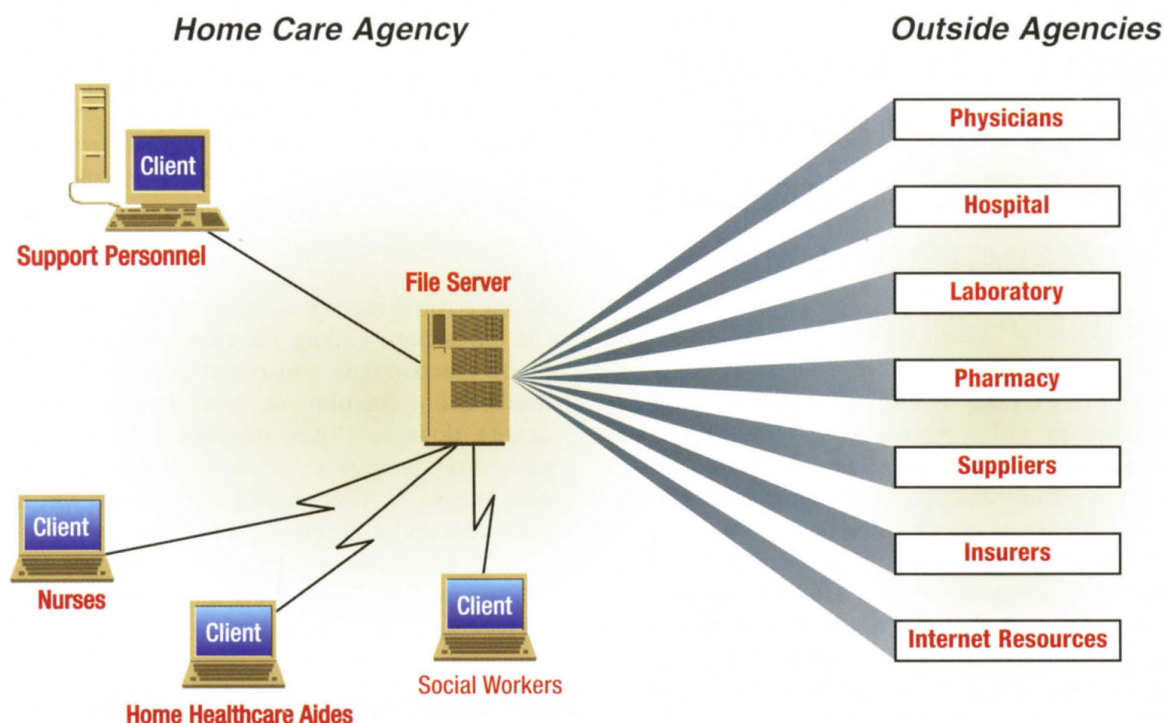 Home Care Agency
Outside Agencies
Client
Support Personnel
File Server
Client
Nurses
Client
Home Healthcare Aides
Client
Social Workers
Physicians
Hospital
Laboratory
Pharmacy
Suppliers
Insurers
Internet Resources